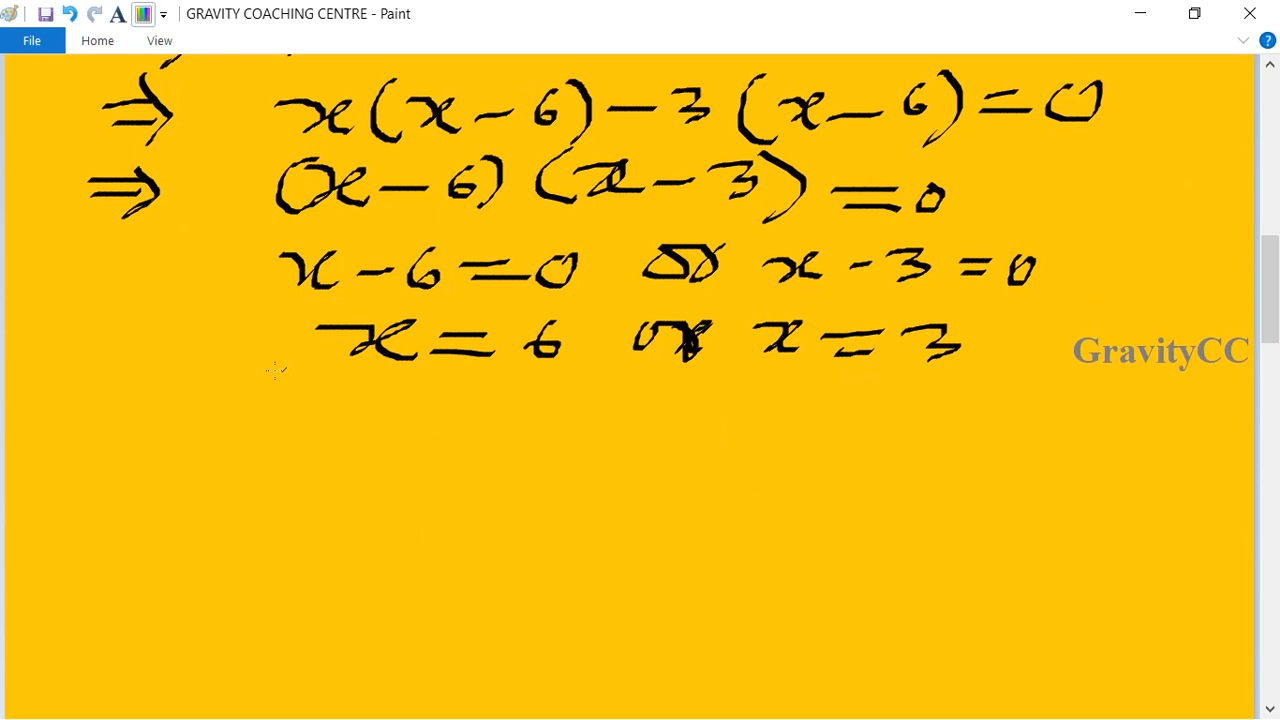 GRAVITY COACHING CENTRE - Paint
File Home View
⇒ x(x-6)-3(x-6)=0
⇒ (x-6)(x-3)=0
x-6=0 or x-3=0
x=6 or x=3
GravityCC